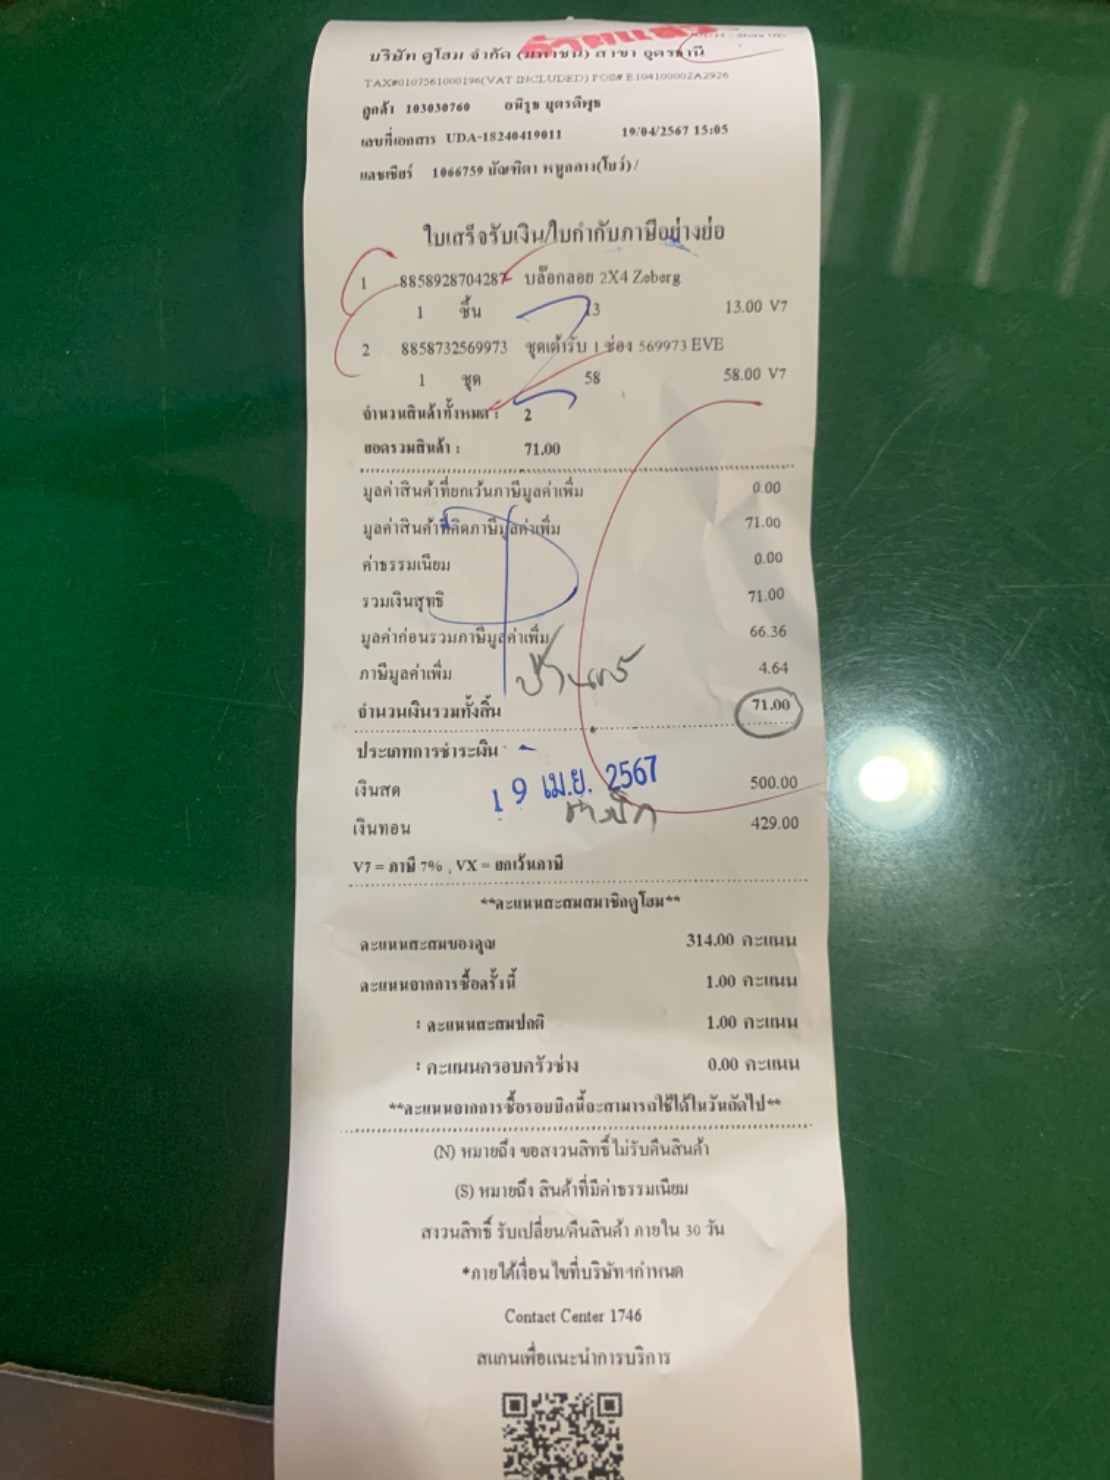 บริษัท ดูโฮม จำกัด (มหาชน) สาขา อุดรธานี
TAX#0107561000196(VAT INCLUDED) POS# E104100002A2926
ลูกค้า 103030760 อนิรุธ บุตรดีพุธ
เลขที่เอกสาร UDA-18240419011 19/04/2567 15:05
แคชเชียร์ 1066759 บัณฑิตา หนูกลาง(โบว์)/
ใบเสร็จรับเงิน/ใบกำกับภาษีอย่างย่อ
1 8858928704287 บล๊อกลอย 2X4 Zeberg
1 ชิ้น 13 13.00 V7
2 8858732569973 ชุดเต้ารับ 1 ช่อง 569973 EVE
1 ชุด 58 58.00 V7
จำนวนสินค้าทั้งหมด : 2
ยอดรวมสินค้า : 71.00
มูลค่าสินค้าที่ยกเว้นภาษีมูลค่าเพิ่ม 0.00
มูลค่าสินค้าที่คิดภาษีมูลค่าเพิ่ม 71.00
ค่าธรรมเนียม 0.00
รวมเงินสุทธิ 71.00
มูลค่าก่อนรวมภาษีมูลค่าเพิ่ม 66.36
ภาษีมูลค่าเพิ่ม 4.64
จำนวนเงินรวมทั้งสิ้น 71.00
ประเภทการชำระเงิน
เงินสด 500.00
19 เม.ย. 2567
เงินทอน 429.00
V7 = ภาษี 7% , VX = ยกเว้นภาษี
**คะแนนสะสมสมาชิกดูโฮม**
คะแนนสะสมของคุณ 314.00 คะแนน
คะแนนจากการซื้อครั้งนี้ 1.00 คะแนน
: คะแนนสะสมปกติ 1.00 คะแนน
: คะแนนครอบครัวช่าง 0.00 คะแนน
**คะแนนจากการซื้อรอบบิลนี้จะสามารถใช้ได้ในวันถัดไป**
(N) หมายถึง ขอสงวนสิทธิ์ไม่รับคืนสินค้า
(S) หมายถึง สินค้าที่มีค่าธรรมเนียม
สงวนสิทธิ์ รับเปลี่ยน/คืนสินค้า ภายใน 30 วัน
*ภายใต้เงื่อนไขที่บริษัทฯกำหนด
Contact Center 1746
สแกนเพื่อแนะนำการบริการ